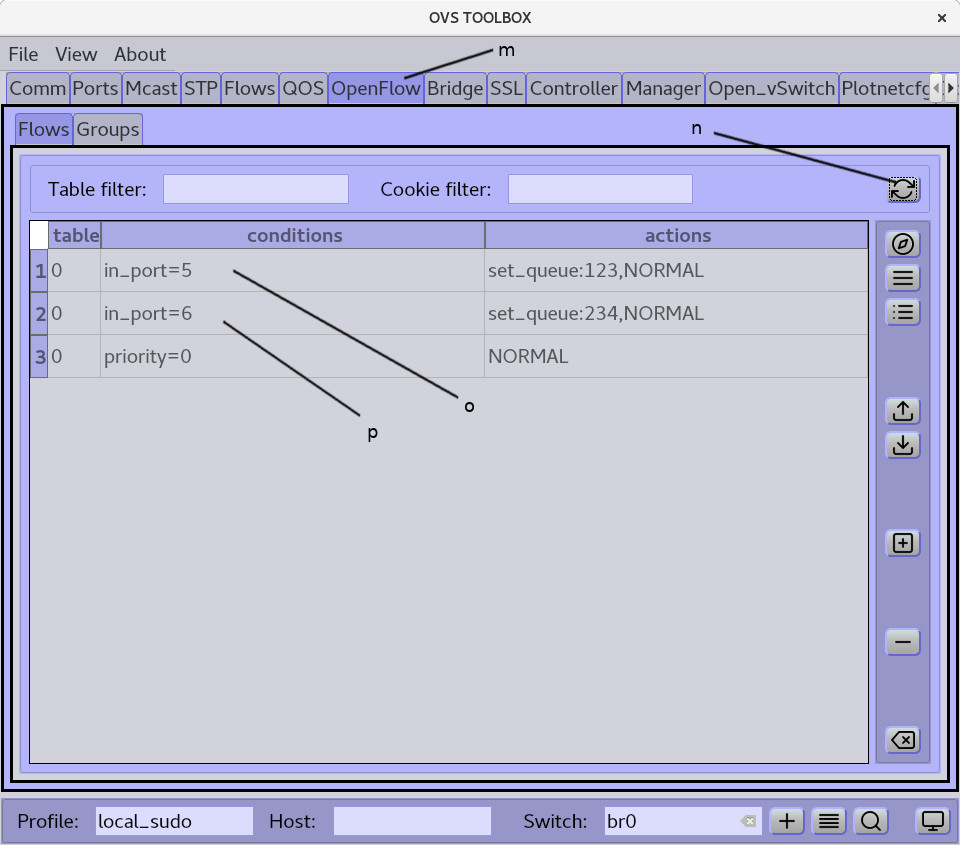 OVS TOOLBOX ×
File View About
m
Comm Ports Mcast STP Flows QOS OpenFlow Bridge SSL Controller Manager Open_vSwitch Plotnetcfg
Flows Groups
n
Table filter: Cookie filter:
table conditions actions
1 0 in_port=5 set_queue:123,NORMAL
2 0 in_port=6 set_queue:234,NORMAL
3 0 priority=0 NORMAL
o
p
Profile: local_sudo Host: Switch: br0